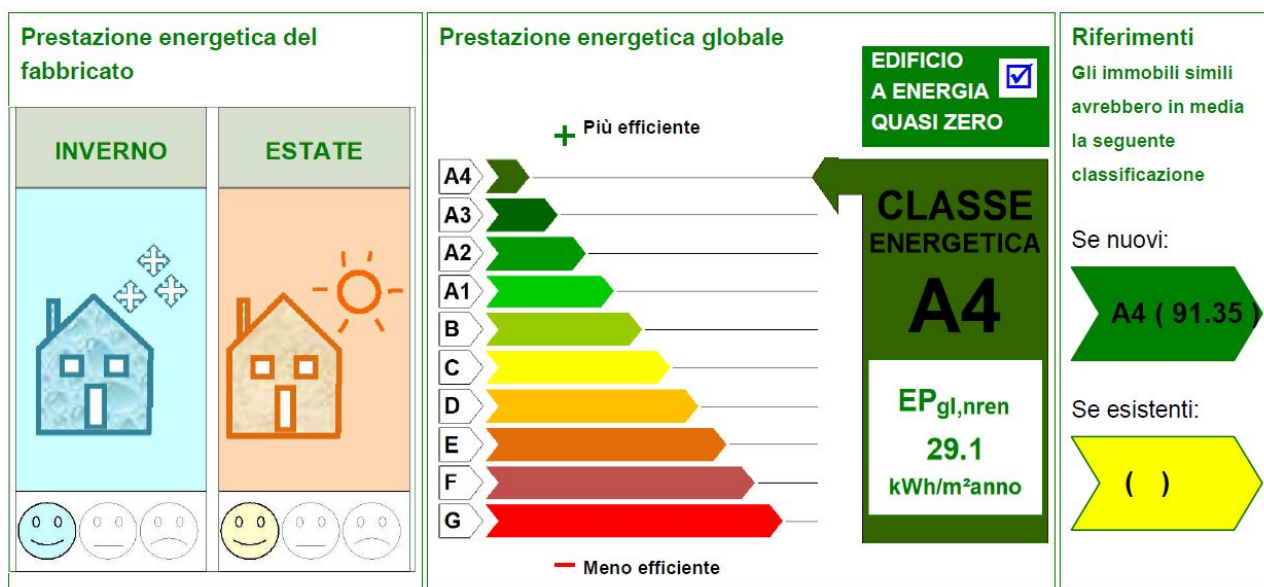 Prestazione energetica del
fabbricato
INVERNO
ESTATE
Prestazione energetica globale
EDIFICIO
A ENERGIA
QUASI ZERO
+ Più efficiente
A4
A3
A2
A1
B
C
D
E
F
G
− Meno efficiente
CLASSE
ENERGETICA
A4
EPgl,nren
29.1
kWh/m²anno
Riferimenti
Gli immobili simili
avrebbero in media
la seguente
classificazione
Se nuovi:
A4 ( 91.35 )
Se esistenti:
( )